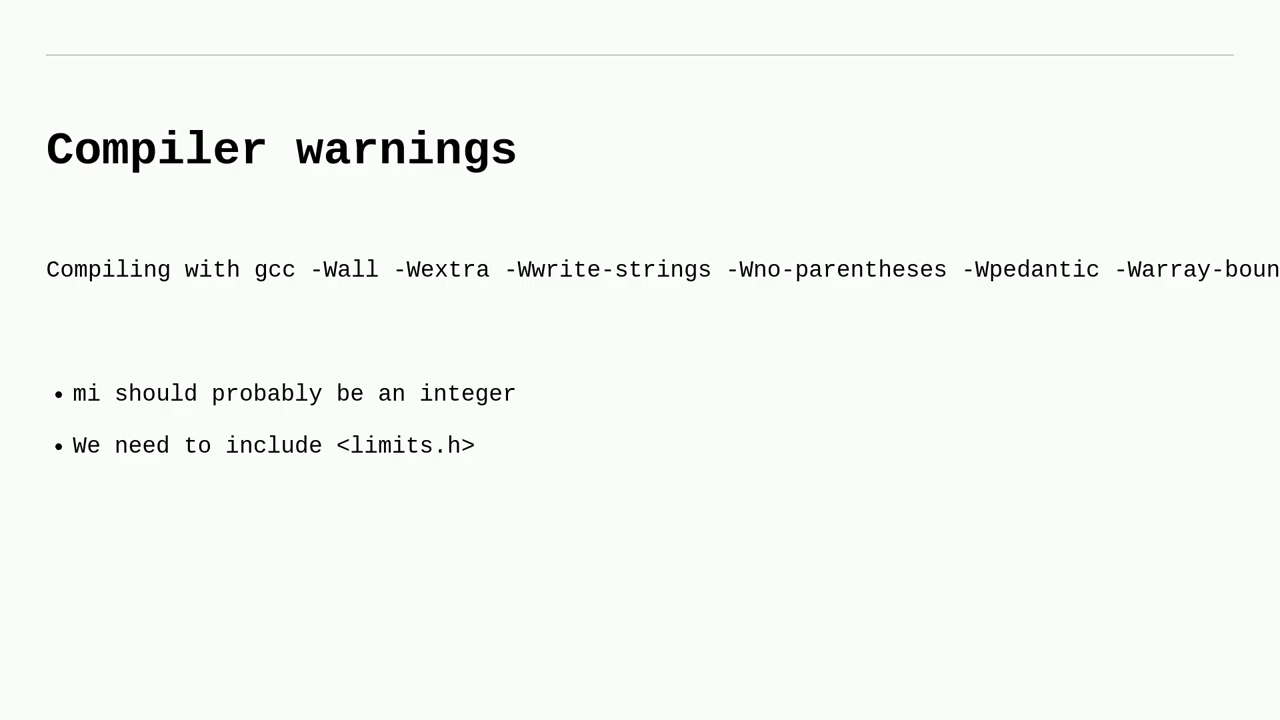 Compiler warnings
Compiling with gcc -Wall -Wextra -Wwrite-strings -Wno-parentheses -Wpedantic -Warray-boun
• mi should probably be an integer
• We need to include <limits.h>